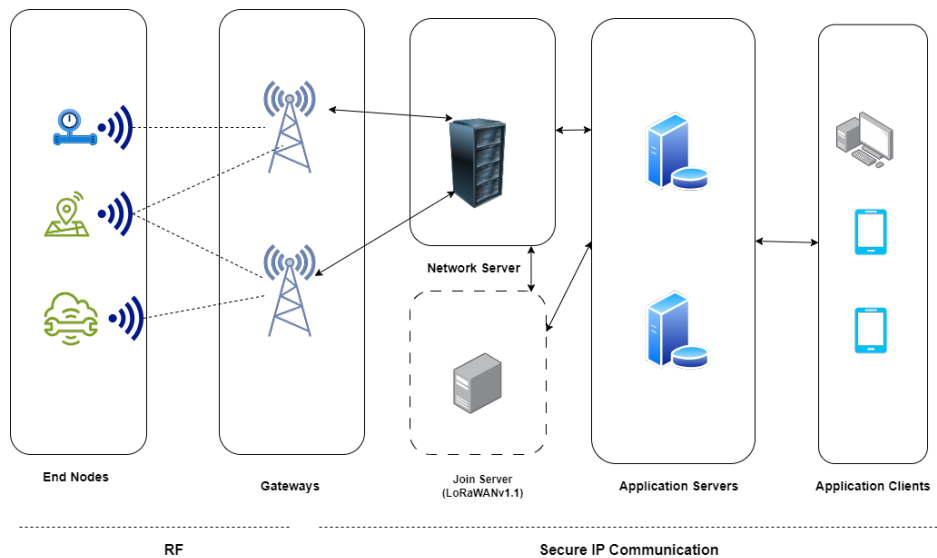 Network Server
End Nodes
Gateways
Join Server
(LoRaWANv1.1)
Application Servers
Application Clients
RF
Secure IP Communication